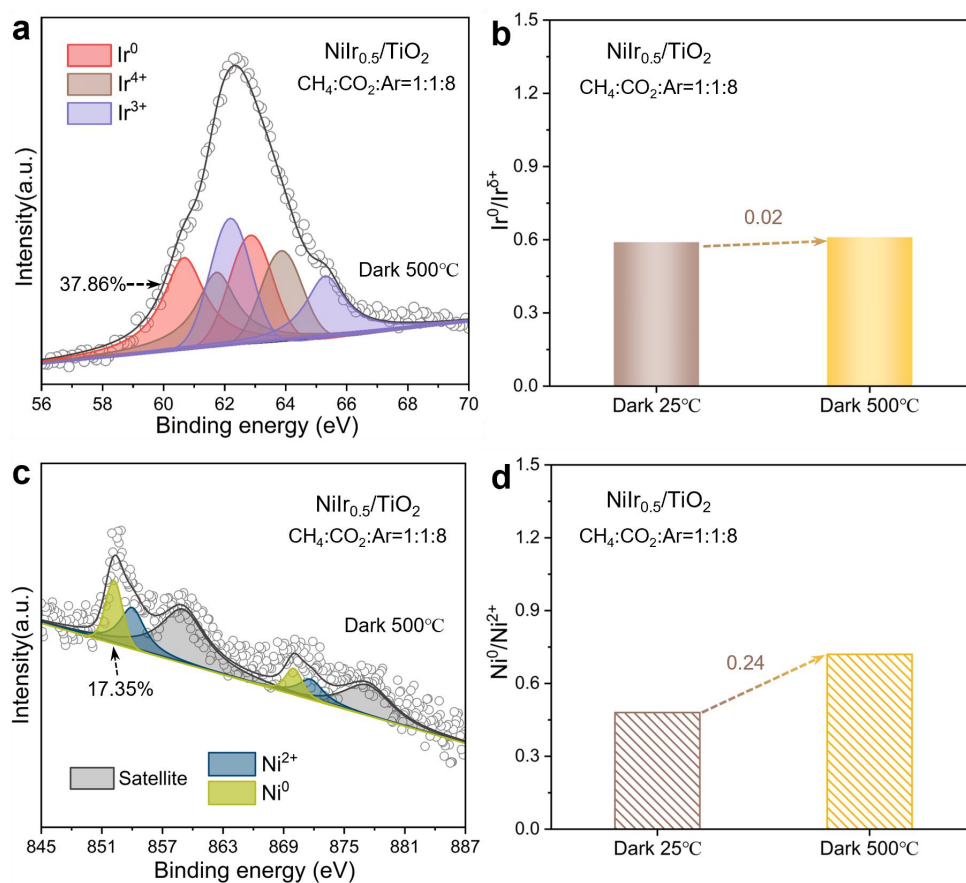 a
Ir⁰
Ir⁴⁺
Ir³⁺
NiIr₀.₅/TiO₂
CH₄:CO₂:Ar=1:1:8
37.86%
Dark 500℃
Intensity(a.u.)
56 58 60 62 64 66 68 70
Binding energy (eV)
b
NiIr₀.₅/TiO₂
CH₄:CO₂:Ar=1:1:8
1.5
1.2
0.9
0.6
0.3
0.0
Ir⁰/Irᵟ⁺
0.02
Dark 25℃ Dark 500℃
c
NiIr₀.₅/TiO₂
CH₄:CO₂:Ar=1:1:8
Dark 500℃
17.35%
Satellite
Ni²⁺
Ni⁰
Intensity(a.u.)
845 851 857 863 869 875 881 887
Binding energy (eV)
d
NiIr₀.₅/TiO₂
CH₄:CO₂:Ar=1:1:8
1.5
1.2
0.9
0.6
0.3
0.0
Ni⁰/Ni²⁺
0.24
Dark 25℃ Dark 500℃